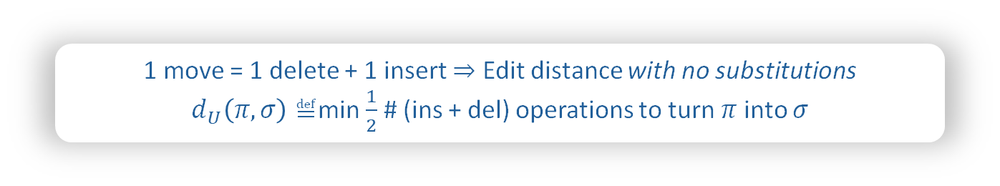 1 move = 1 delete + 1 insert ⇒ Edit distance with no substitutions
𝑑_𝑈(𝜋, 𝜎) ≝ min 1/2 # (ins + del) operations to turn 𝜋 into 𝜎